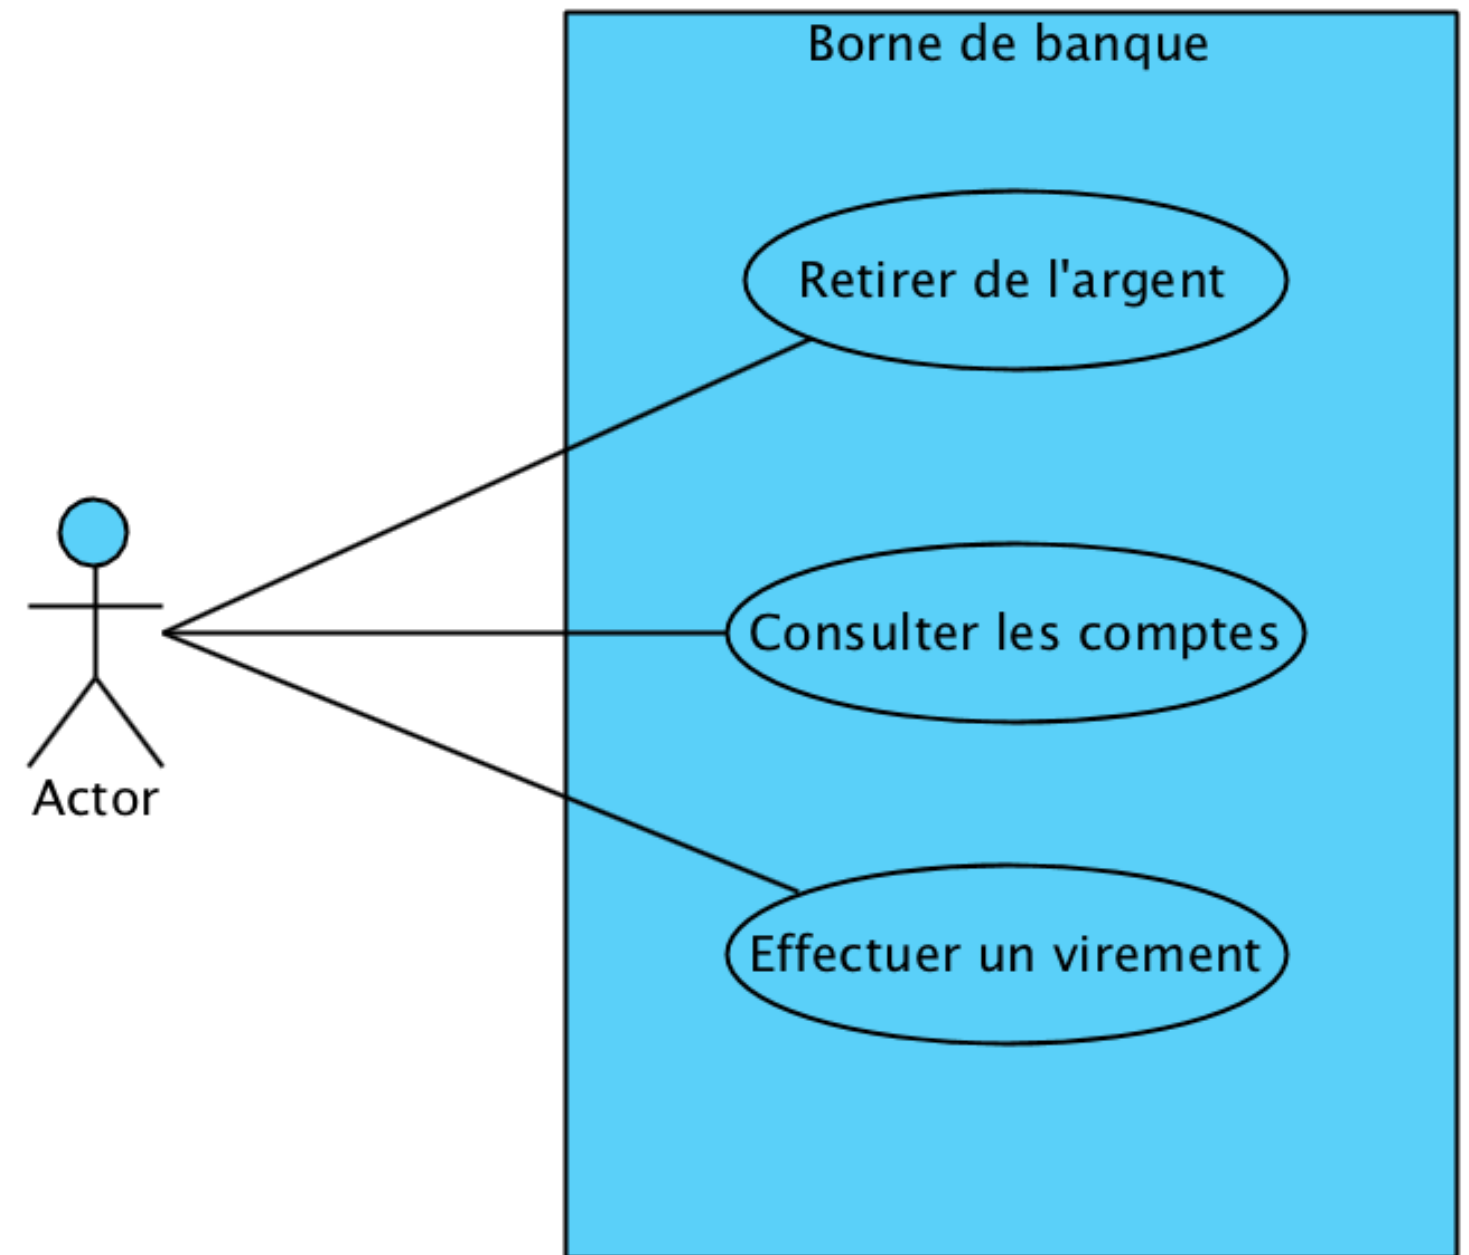 Borne de banque
Retirer de l'argent
Consulter les comptes
Actor
Effectuer un virement